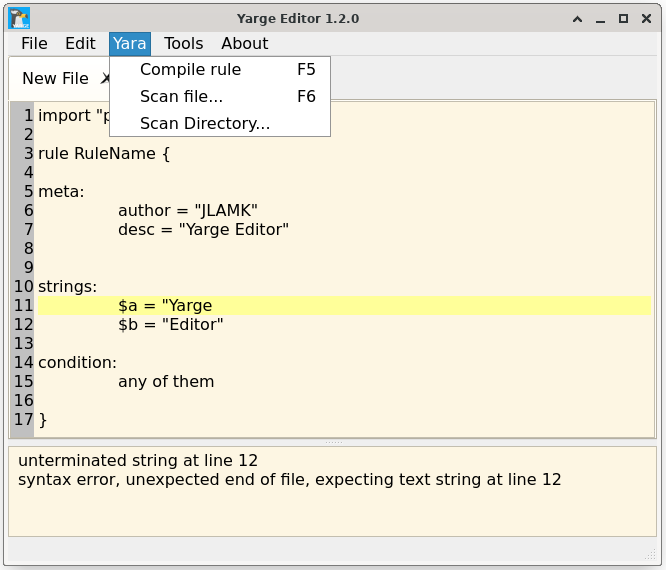 Yarge Editor 1.2.0
File Edit Yara Tools About
New File
Compile rule F5
Scan file... F6
Scan Directory...
1 import "p
2
3 rule RuleName {
4
5 meta:
6 author = "JLAMK"
7 desc = "Yarge Editor"
8
9
10 strings:
11 $a = "Yarge
12 $b = "Editor"
13
14 condition:
15 any of them
16
17 }
unterminated string at line 12
syntax error, unexpected end of file, expecting text string at line 12